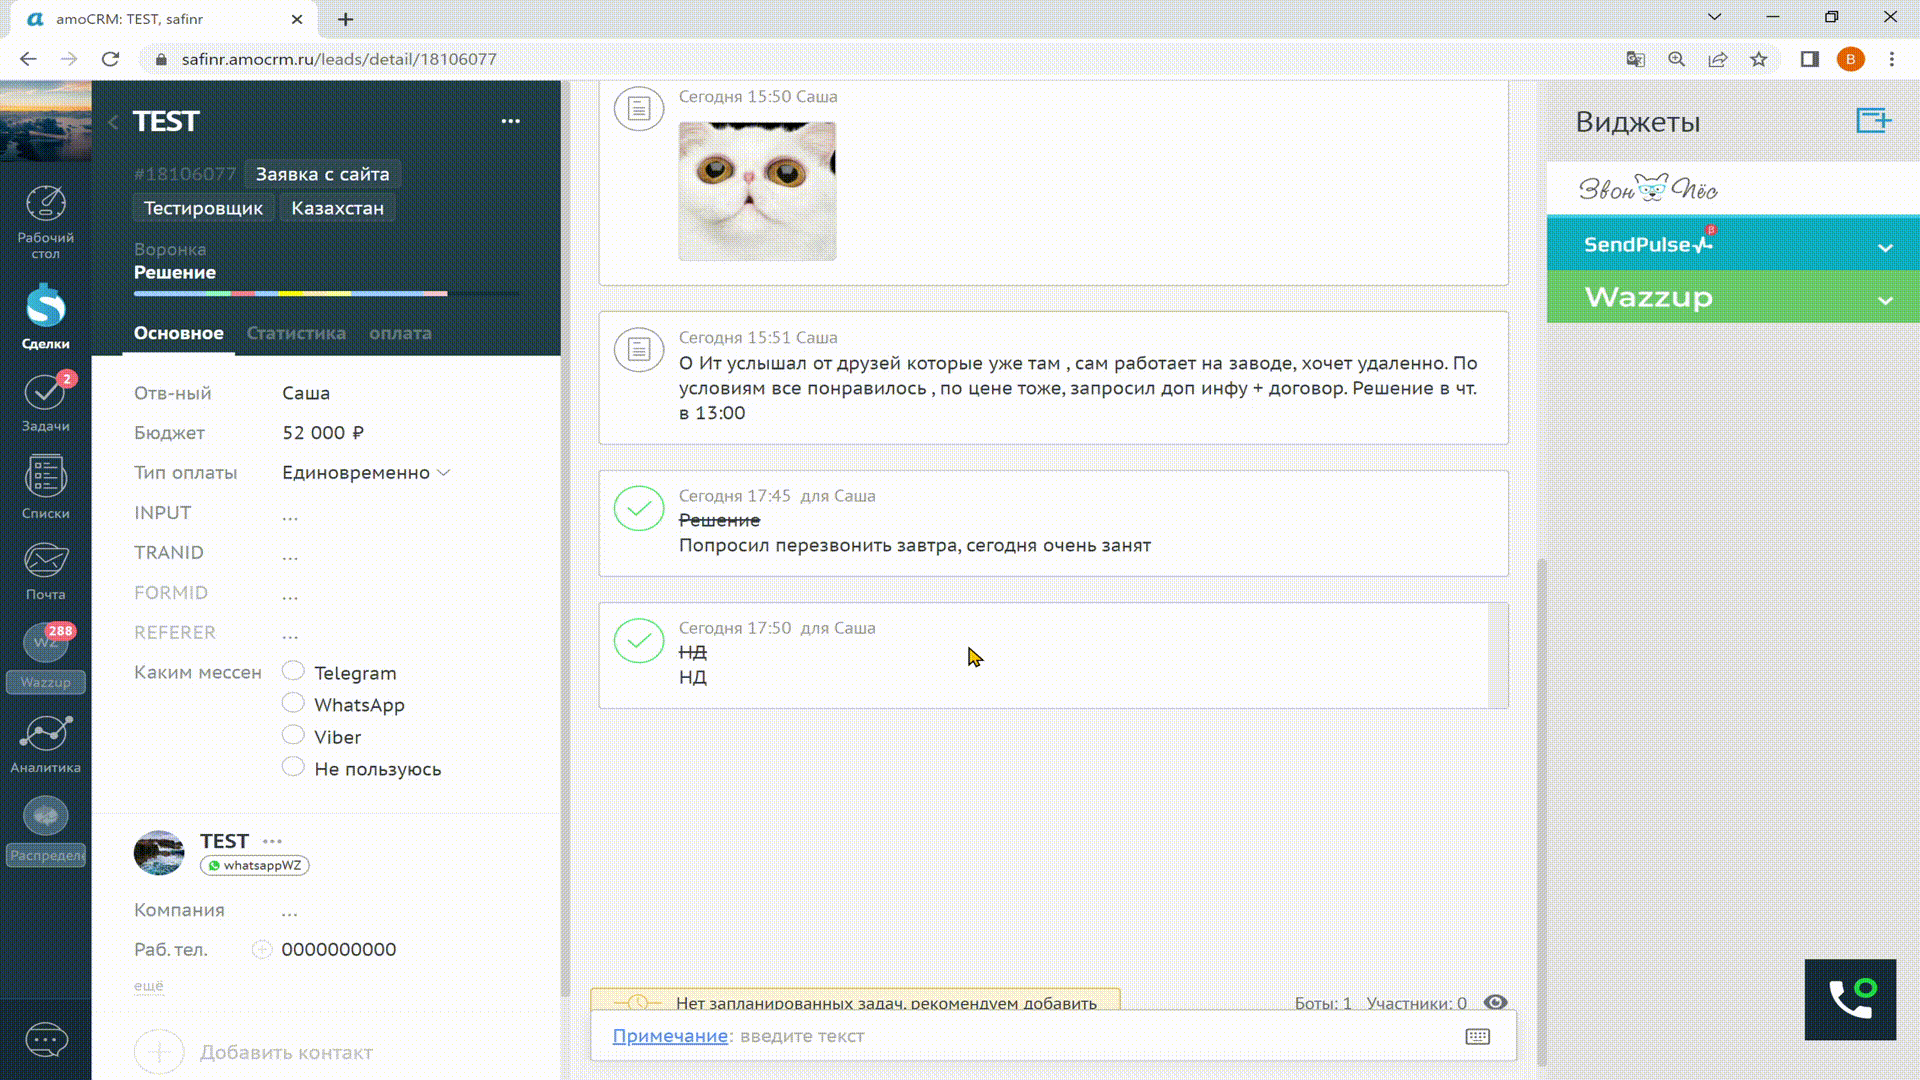 amoCRM: TEST, safinr
safinr.amocrm.ru/leads/detail/18106077
B
Рабочий
стол
Сделки
2
Задачи
Списки
Почта
WZ
288
Wazzup
Аналитика
Распредел
TEST
#18106077
Заявка с сайта
Тестировщик
Казахстан
Воронка
Решение
Основное
Статистика
оплата
Отв-ный
Саша
Бюджет
52 000 ₽
Тип оплаты
Единовременно
INPUT
...
TRANID
...
FORMID
...
REFERER
...
Каким мессен
Telegram
WhatsApp
Viber
Не пользуюсь
TEST
whatsappWZ
Компания
...
Раб. тел.
0000000000
ещё
Добавить контакт
Сегодня 15:50 Саша
Сегодня 15:51 Саша
О Ит услышал от друзей которые уже там , сам работает на заводе, хочет удаленно. По
условиям все понравилось , по цене тоже, запросил доп инфу + договор. Решение в чт.
в 13:00
Сегодня 17:45 для Саша
Решение
Попросил перезвонить завтра, сегодня очень занят
Сегодня 17:50 для Саша
НД
НД
Нет запланированных задач, рекомендуем добавить
Боты: 1 Участники: 0
Примечание: введите текст
Виджеты
Звон Пёс
SendPulse
β
Wazzup